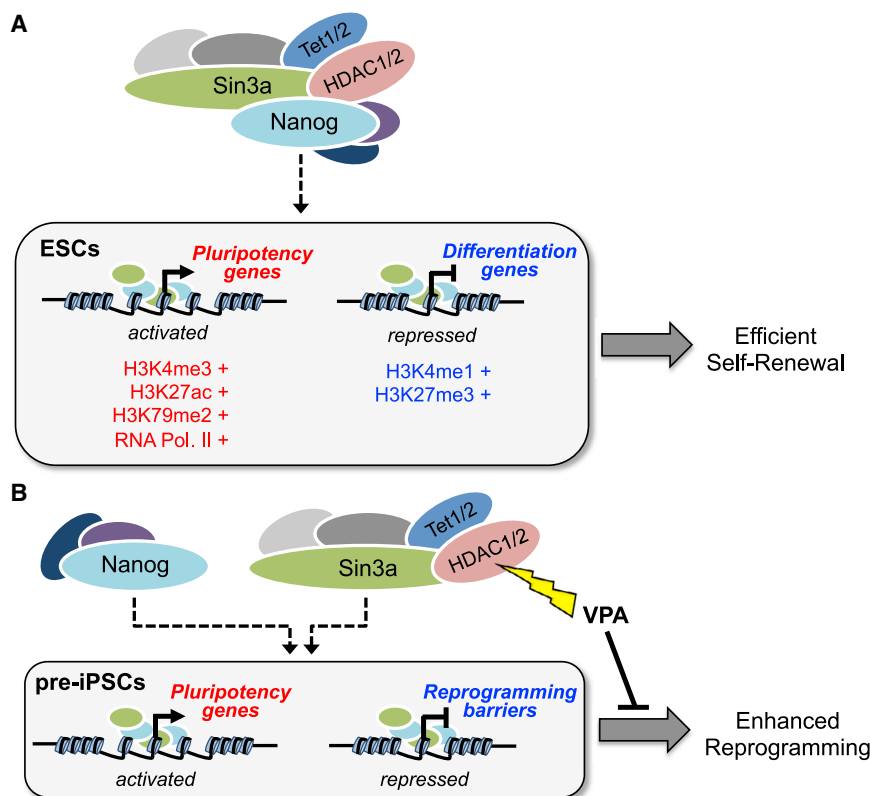 A
Tet1/2
HDAC1/2
Sin3a
Nanog
ESCs
Pluripotency
genes
Differentiation
genes
activated
repressed
H3K4me3 +
H3K27ac +
H3K79me2 +
RNA Pol. II +
H3K4me1 +
H3K27me3 +
Efficient
Self-Renewal
B
Nanog
Tet1/2
HDAC1/2
Sin3a
VPA
pre-iPSCs
Pluripotency
genes
Reprogramming
barriers
activated
repressed
Enhanced
Reprogramming